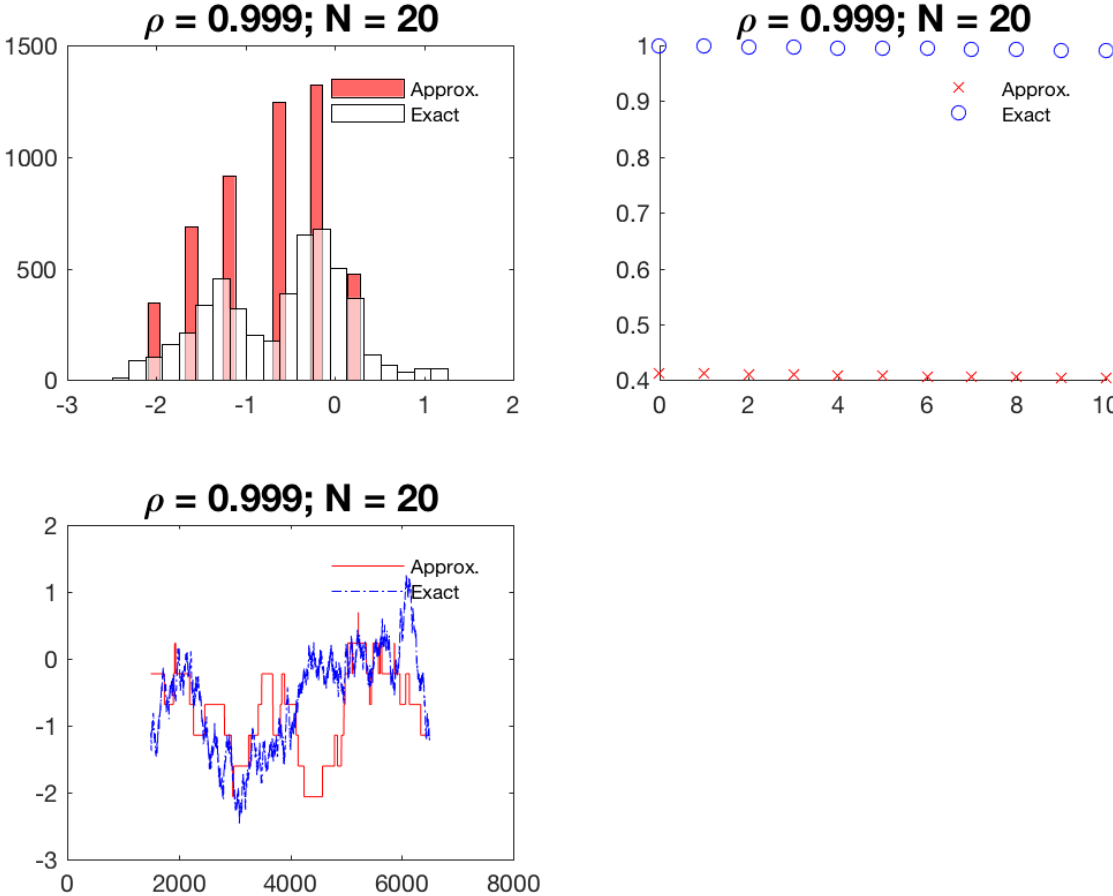 ρ = 0.999; N = 20
1500
1000
500
0
Approx.
Exact
-3 -2 -1 0 1 2
ρ = 0.999; N = 20
1
0.9
0.8
0.7
0.6
0.5
0.4
Approx.
Exact
0 2 4 6 8 10
ρ = 0.999; N = 20
2
1
0
-1
-2
-3
Approx.
Exact
0 2000 4000 6000 8000